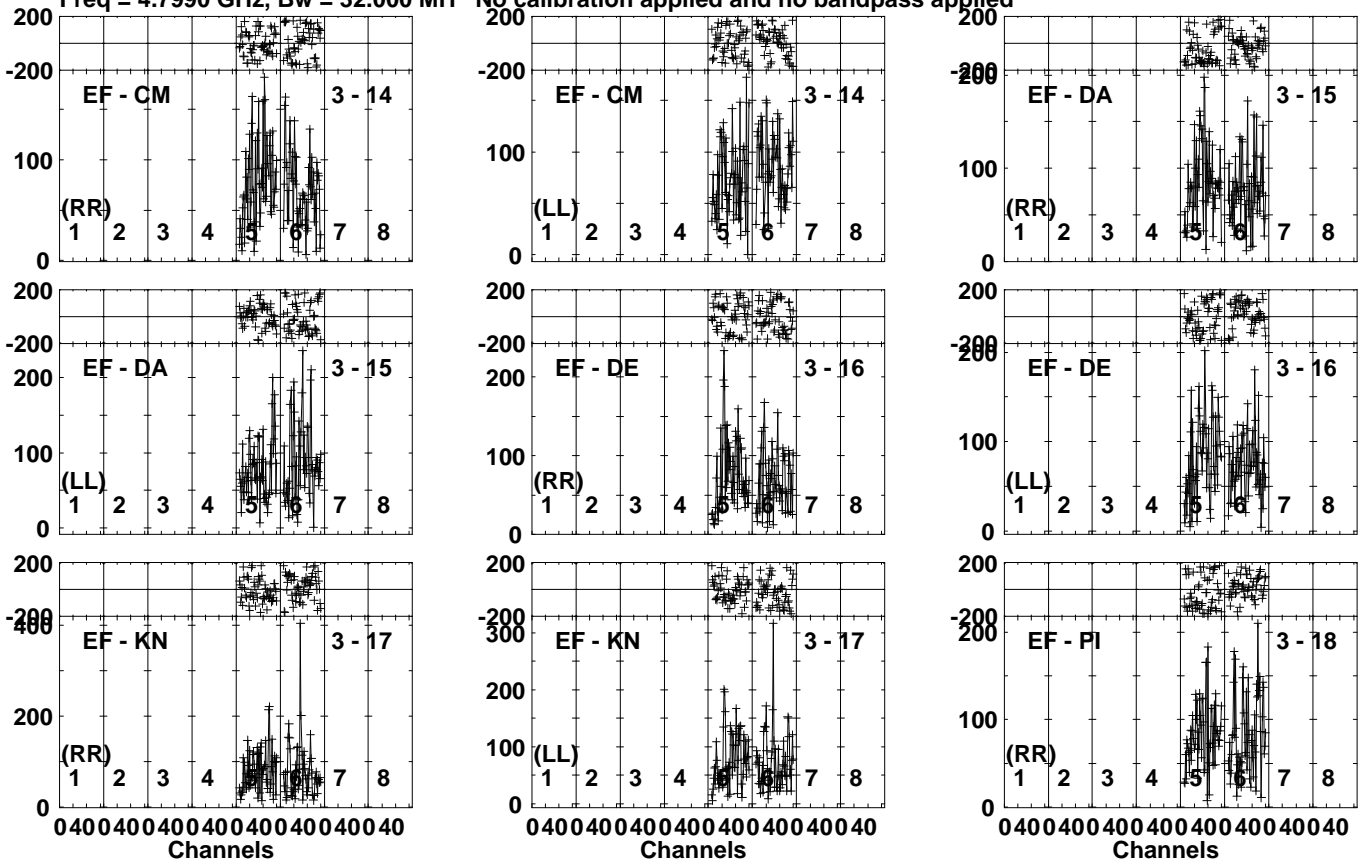 Freq = 4.7990 GHz, Bw = 32.000 MH No calibration applied and no bandpass applied
200 200 200
-200 -200 -200
EF - CM 3 - 14 EF - CM 3 - 14 200 EF - DA 3 - 15
100 100 100
(RR) (LL) (RR)
1 2 3 4 5 6 7 8 1 2 3 4 5 6 7 8 1 2 3 4 5 6 7 8
0 0 0
200 200 200
-200 -200 -200
200 EF - DA 3 - 15 200 EF - DE 3 - 16 200 EF - DE 3 - 16
100 100 100
(LL) (RR) (LL)
1 2 3 4 5 6 7 8 1 2 3 4 5 6 7 8 1 2 3 4 5 6 7 8
0 0 0
200 200 200
-200 -200 -200
400 EF - KN 3 - 17 300 EF - KN 3 - 17 200 EF - PI 3 - 18
200 200 100
100
(RR) (LL) (RR)
1 2 3 4 5 6 7 8 1 2 3 4 5 6 7 8 1 2 3 4 5 6 7 8
0 0 0
0 40 0 40 0 40 0 40 0 40 0 40 0 40 0 40 0 40 0 40 0 40 0 40 0 40 0 40 0 40 0 40 0 40 0 40 0 40 0 40 0 40 0 40 0 40 0 40
Channels Channels Channels